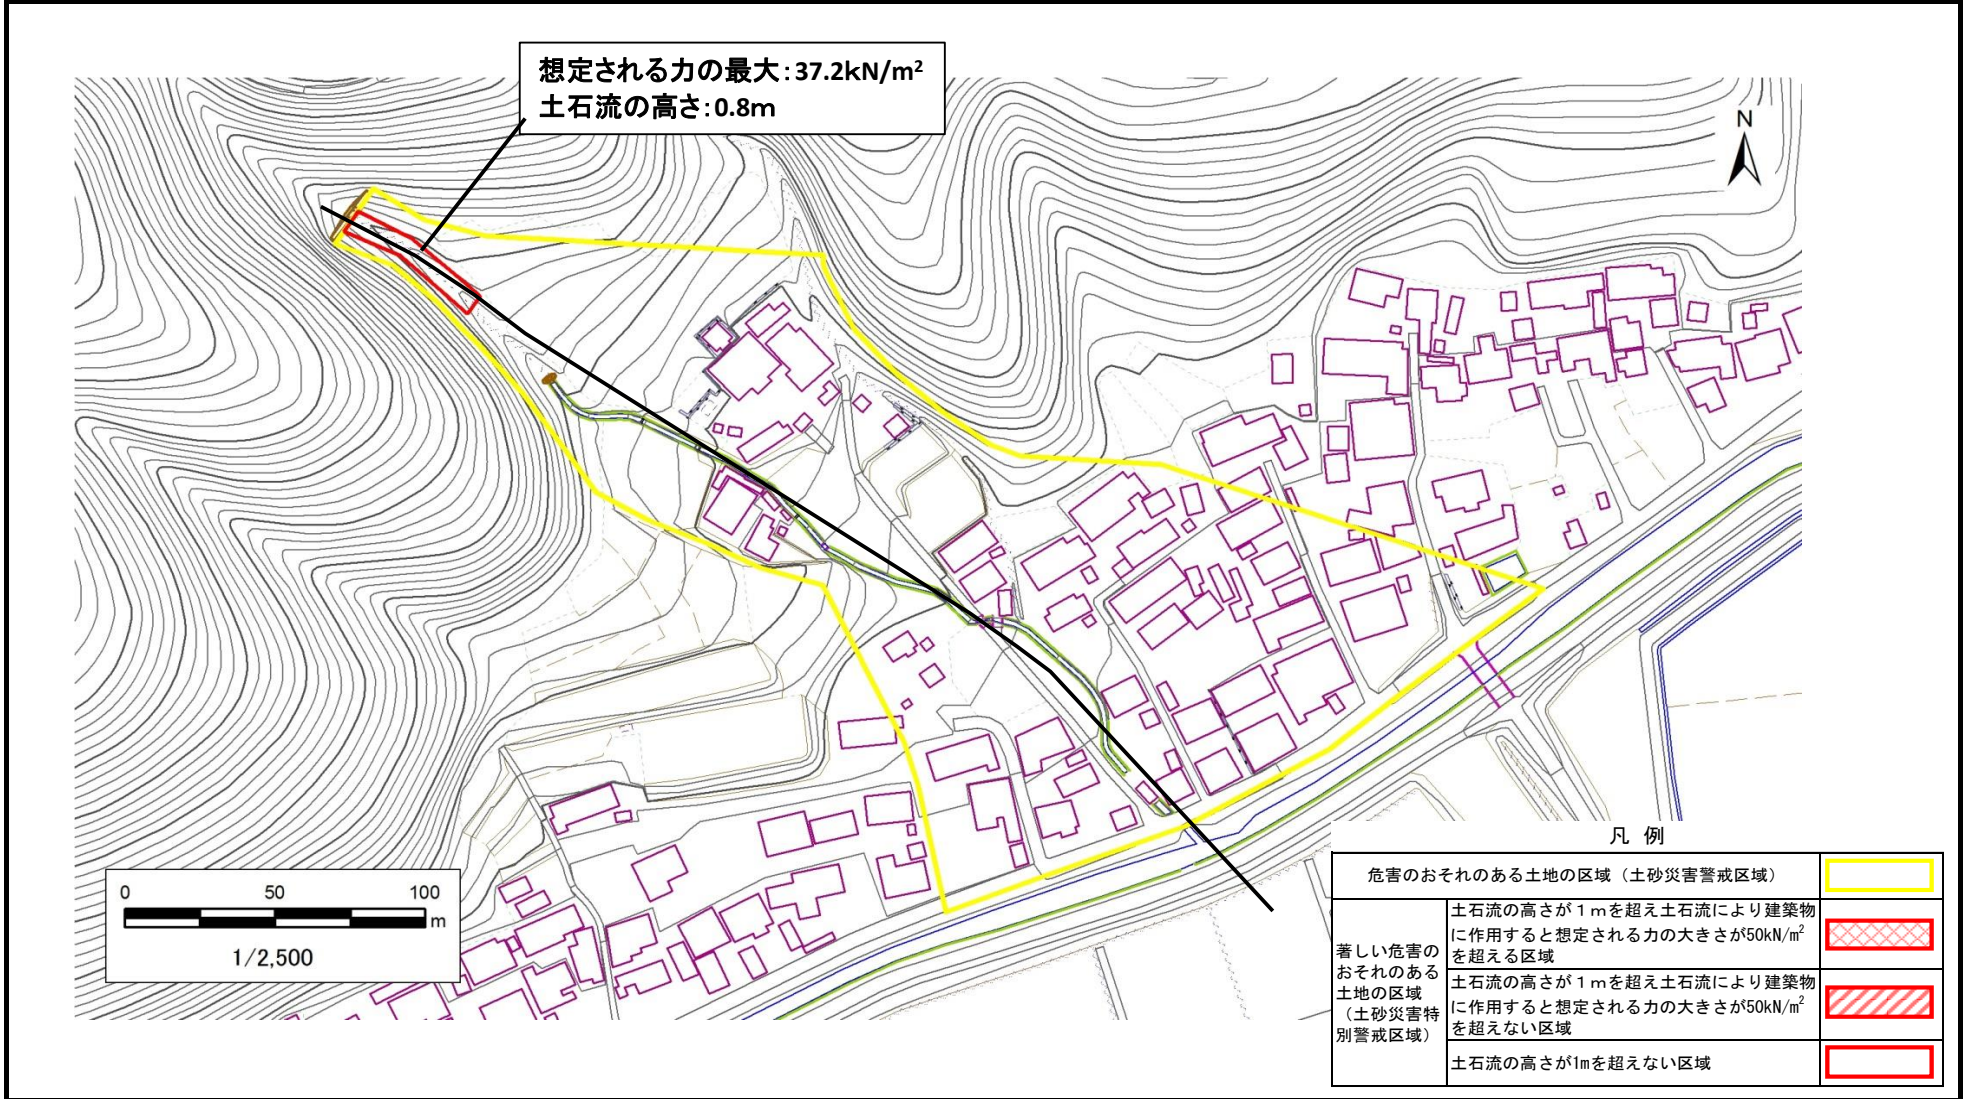 想定される力の最大：37.2kN/m²
土石流の高さ：0.8m
N
0 50 100
m
1/2,500
凡 例
危害のおそれのある土地の区域（土砂災害警戒区域）
著しい危害の
おそれのある
土地の区域
（土砂災害特
別警戒区域）
土石流の高さが１ｍを超え土石流により建築物
に作用すると想定される力の大きさが50kN/㎡
を超える区域
土石流の高さが１ｍを超え土石流により建築物
に作用すると想定される力の大きさが50kN/㎡
を超えない区域
土石流の高さが1mを超えない区域